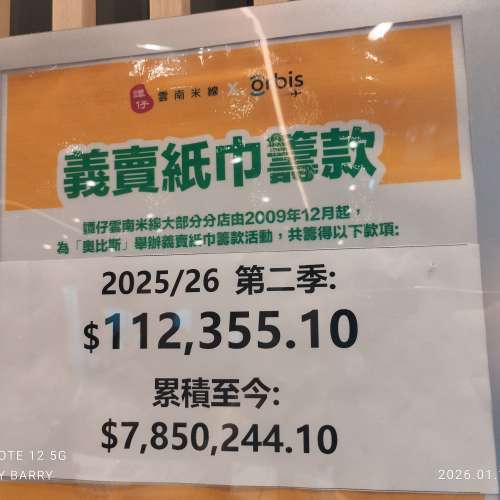 譚仔 雲南米線 x orbis
義賣紙巾籌款
譚仔雲南米線大部分分店由2009年12月起，
為「奧比斯」舉辦義賣紙巾籌款活動，共籌得以下款項:
2025/26 第二季:
$112,355.10
累積至今:
$7,850,244.10
OTE 12 5G
Y BARRY
2026.01.